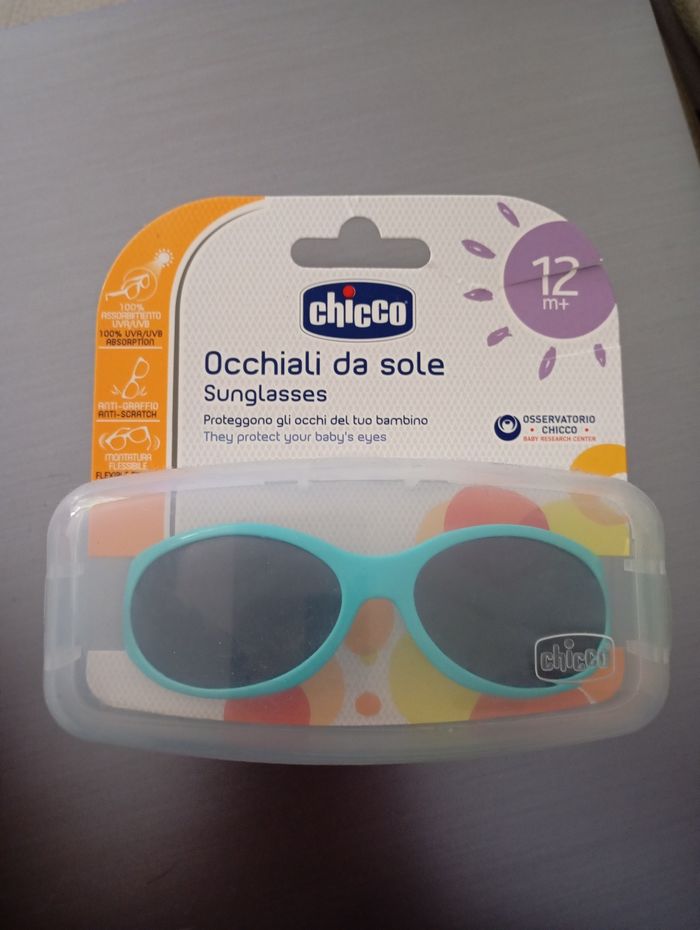 chicco
12
m+
Occhiali da sole
Sunglasses
Proteggono gli occhi del tuo bambino
They protect your baby's eyes
OSSERVATORIO
CHICCO
BABY RESEARCH CENTER
100%
ASSORBIMENTO
UVA/UVB
100% UVA/UVB
ABSORPTION
ANTI-GRAFFIO
ANTI-SCRATCH
MONTATURA
FLESSIBILE
chicco